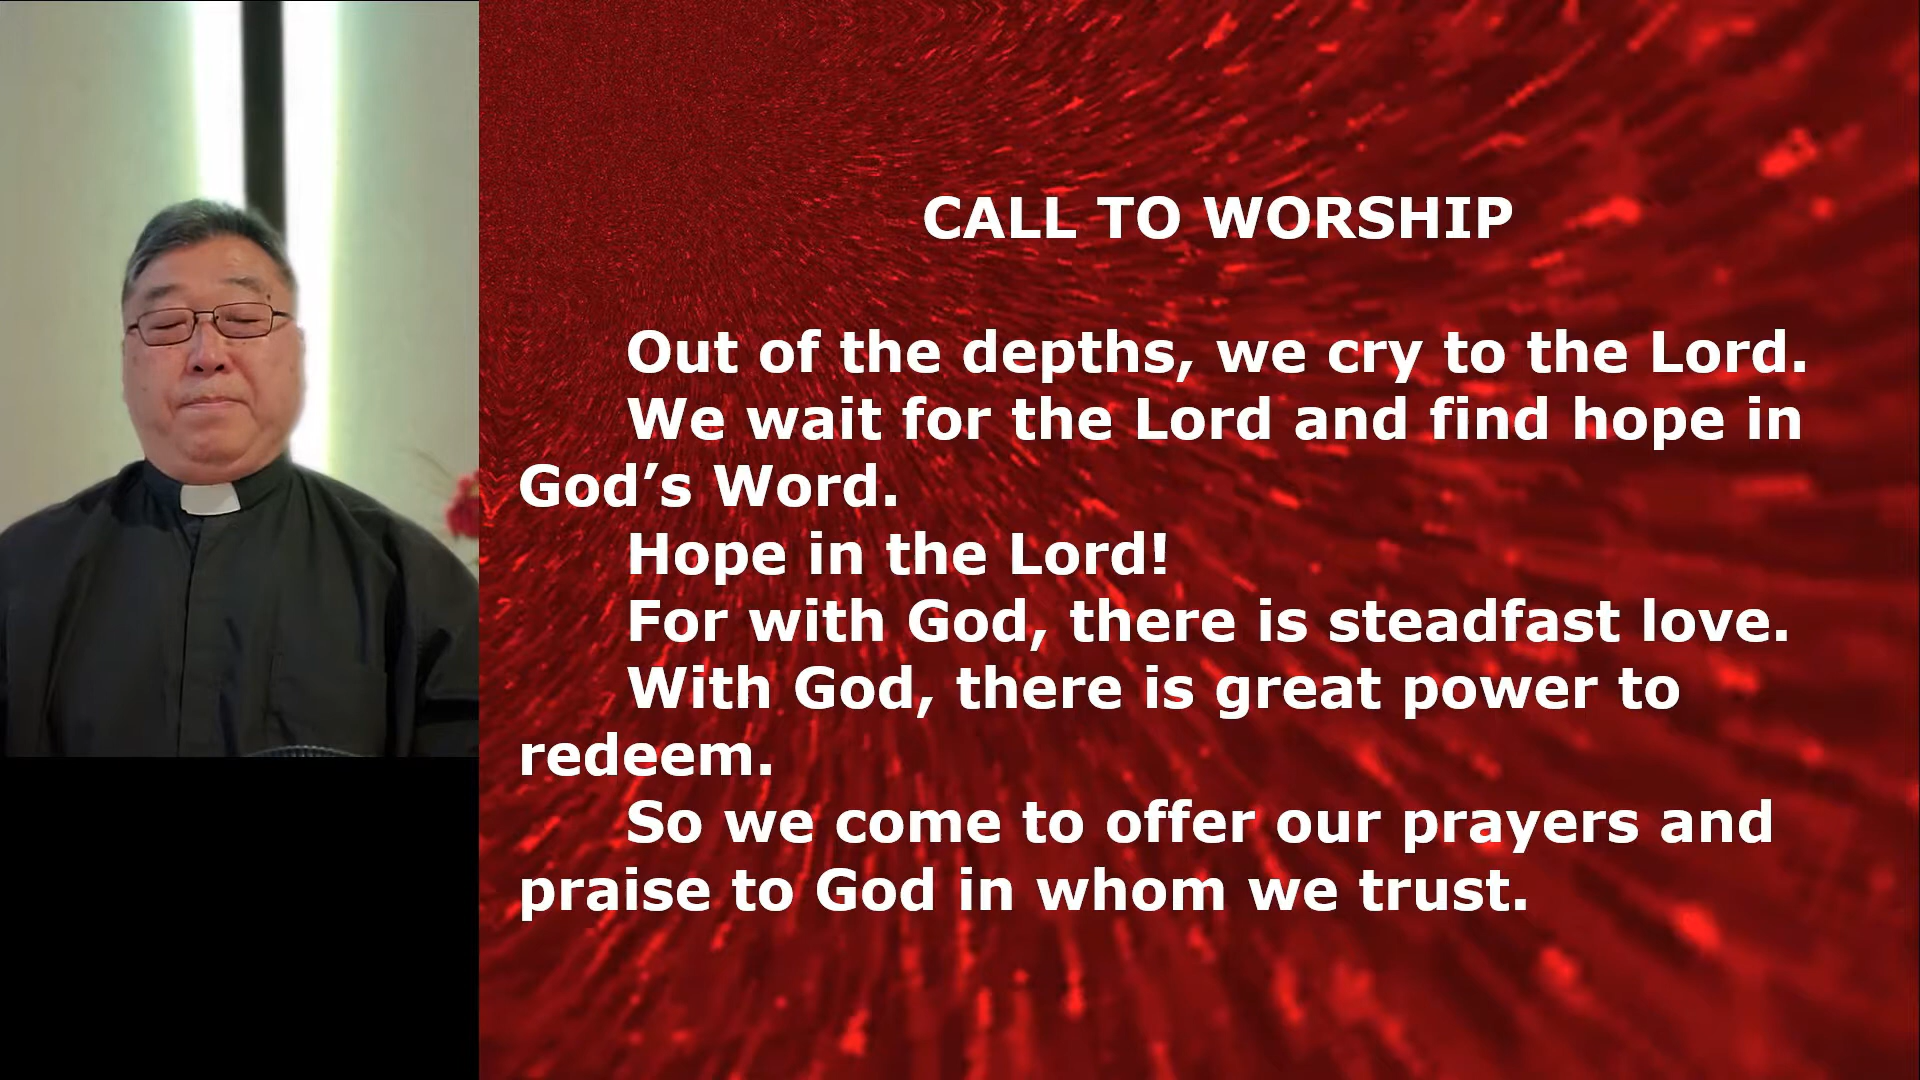 CALL TO WORSHIP
Out of the depths, we cry to the Lord.
We wait for the Lord and find hope in
God’s Word.
Hope in the Lord!
For with God, there is steadfast love.
With God, there is great power to
redeem.
So we come to offer our prayers and
praise to God in whom we trust.